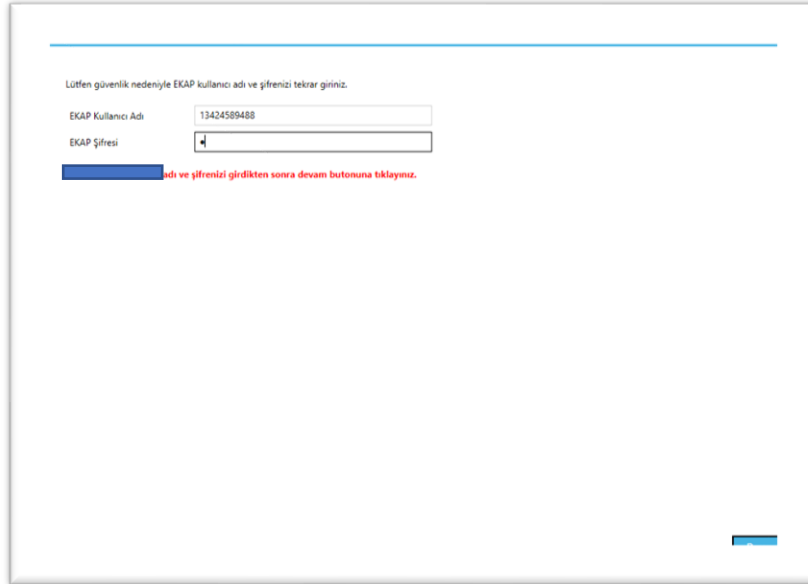 Lütfen güvenlik nedeniyle EKAP kullanıcı adı ve şifrenizi tekrar giriniz.
EKAP Kullanıcı Adı 13424589488
EKAP Şifresi
adı ve şifrenizi girdikten sonra devam butonuna tıklayınız.